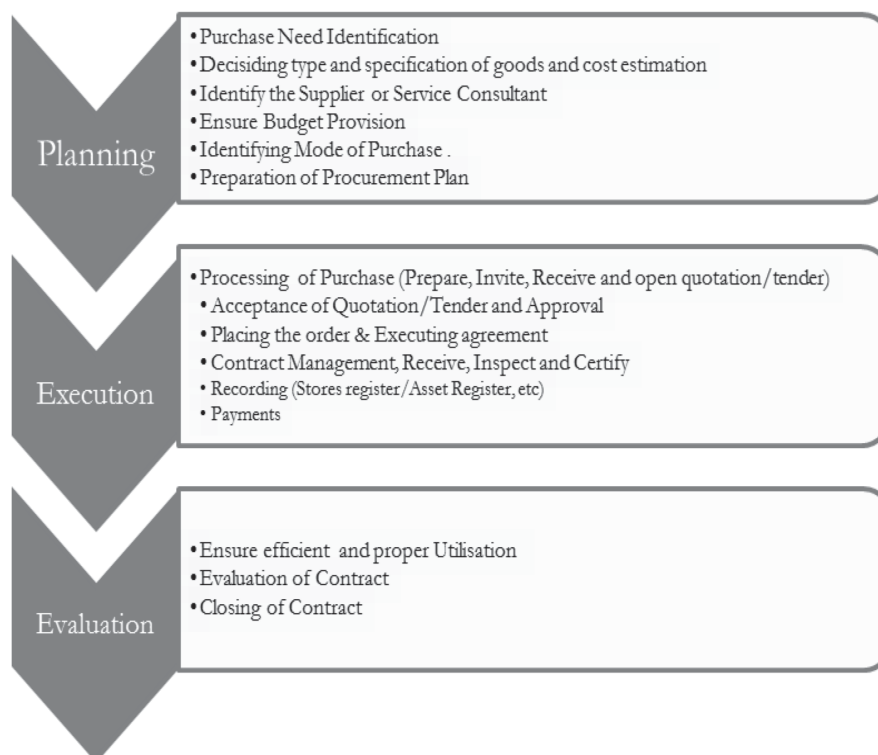 Planning
•Purchase Need Identification
•Decisiding type and specification of goods and cost estimation
•Identify the Supplier or Service Consultant
•Ensure Budget Provision
•Identifying Mode of Purchase .
•Preparation of Procurement Plan
Execution
•Processing of Purchase (Prepare, Invite, Receive and open quotation/tender)
•Acceptance of Quotation/Tender and Approval
•Placing the order & Executing agreement
•Contract Management, Receive, Inspect and Certify
•Recording (Stores register/Asset Register, etc)
•Payments
Evaluation
•Ensure efficient and proper Utilisation
•Evaluation of Contract
•Closing of Contract